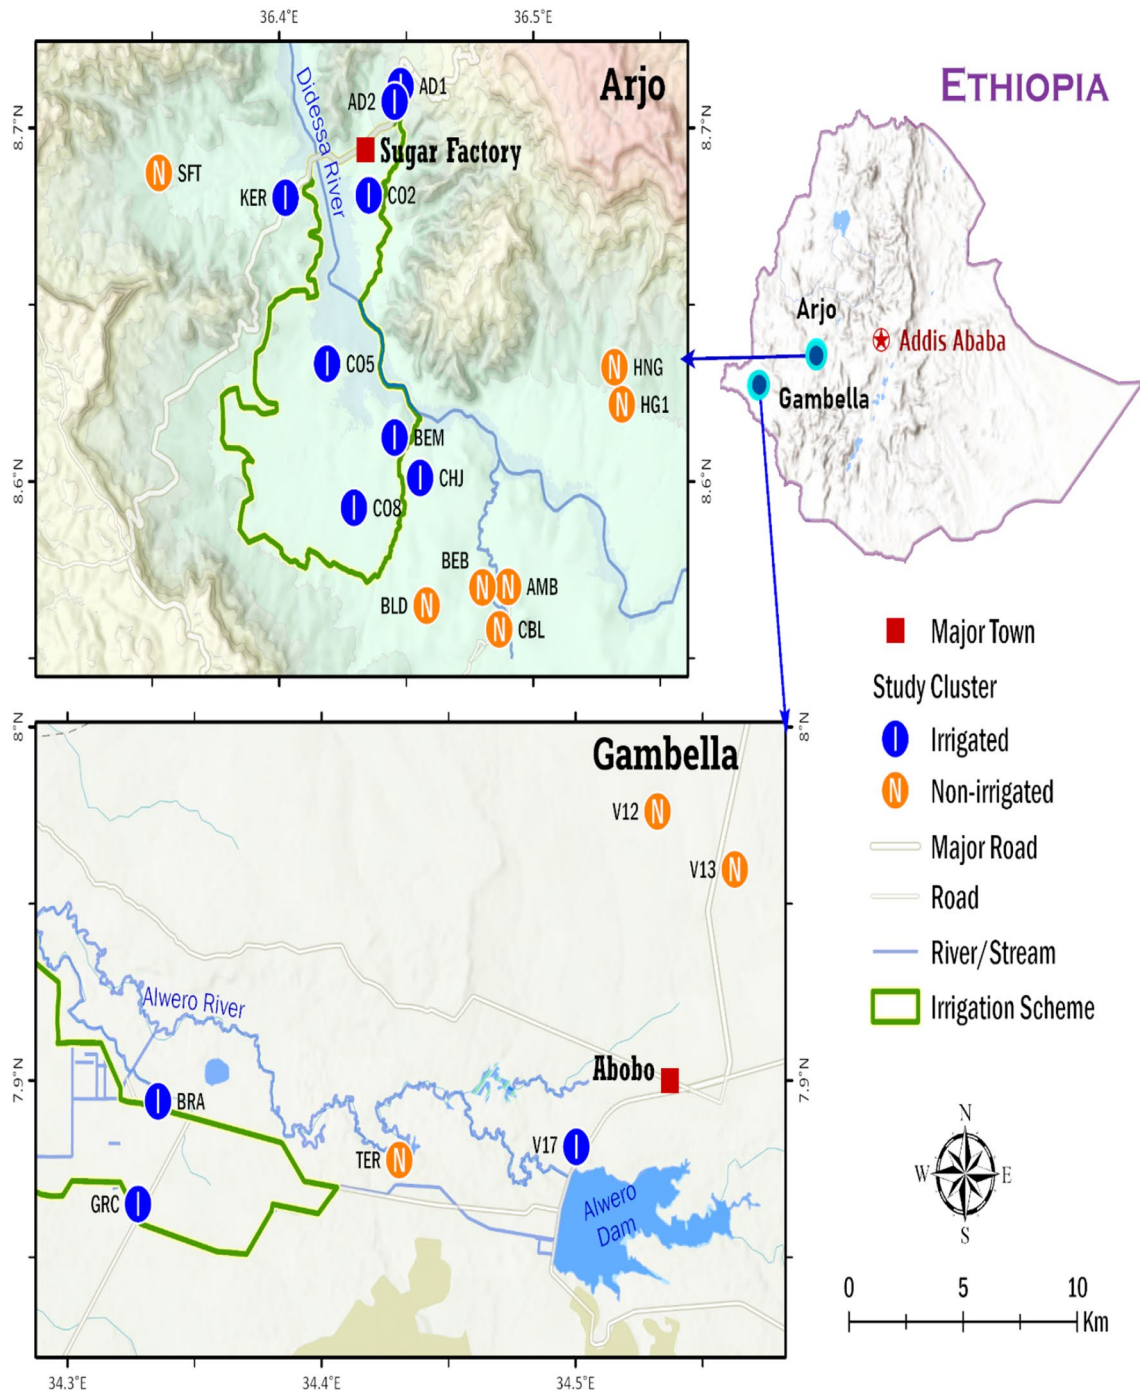 36.4°E
36.5°E
Arjo
ETHIOPIA
AD1
AD2
8.7°N
8.7°N
Didessa River
Sugar Factory
N
SFT
KER
I
I
CO2
Arjo
Addis Ababa
Gambella
I
CO5
N
HNG
N
HG1
I
BEM
I
CHJ
8.6°N
8.6°N
I
CO8
BEB
N
N
AMB
BLD
N
N
CBL
Major Town
Study Cluster
I
Irrigated
N
Non-irrigated
Major Road
Road
River/Stream
Irrigation Scheme
8°N
8°N
Gambella
V12
N
V13
N
Alwero River
Abobo
7.9°N
7.9°N
I
BRA
V17
I
TER
N
GRC
I
Alwero
Dam
N
W
E
S
0
5
10
Km
34.3°E
34.4°E
34.5°E